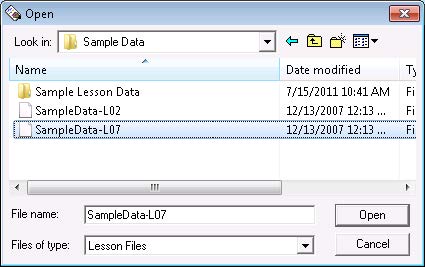 Open
Look in: Sample Data
Name Date modified Ty
Sample Lesson Data 7/15/2011 10:41 AM Fi
SampleData-L02 12/13/2007 12:13 ... Fi
SampleData-L07 12/13/2007 12:13 ... Fi
File name: SampleData-L07 Open
Files of type: Lesson Files Cancel